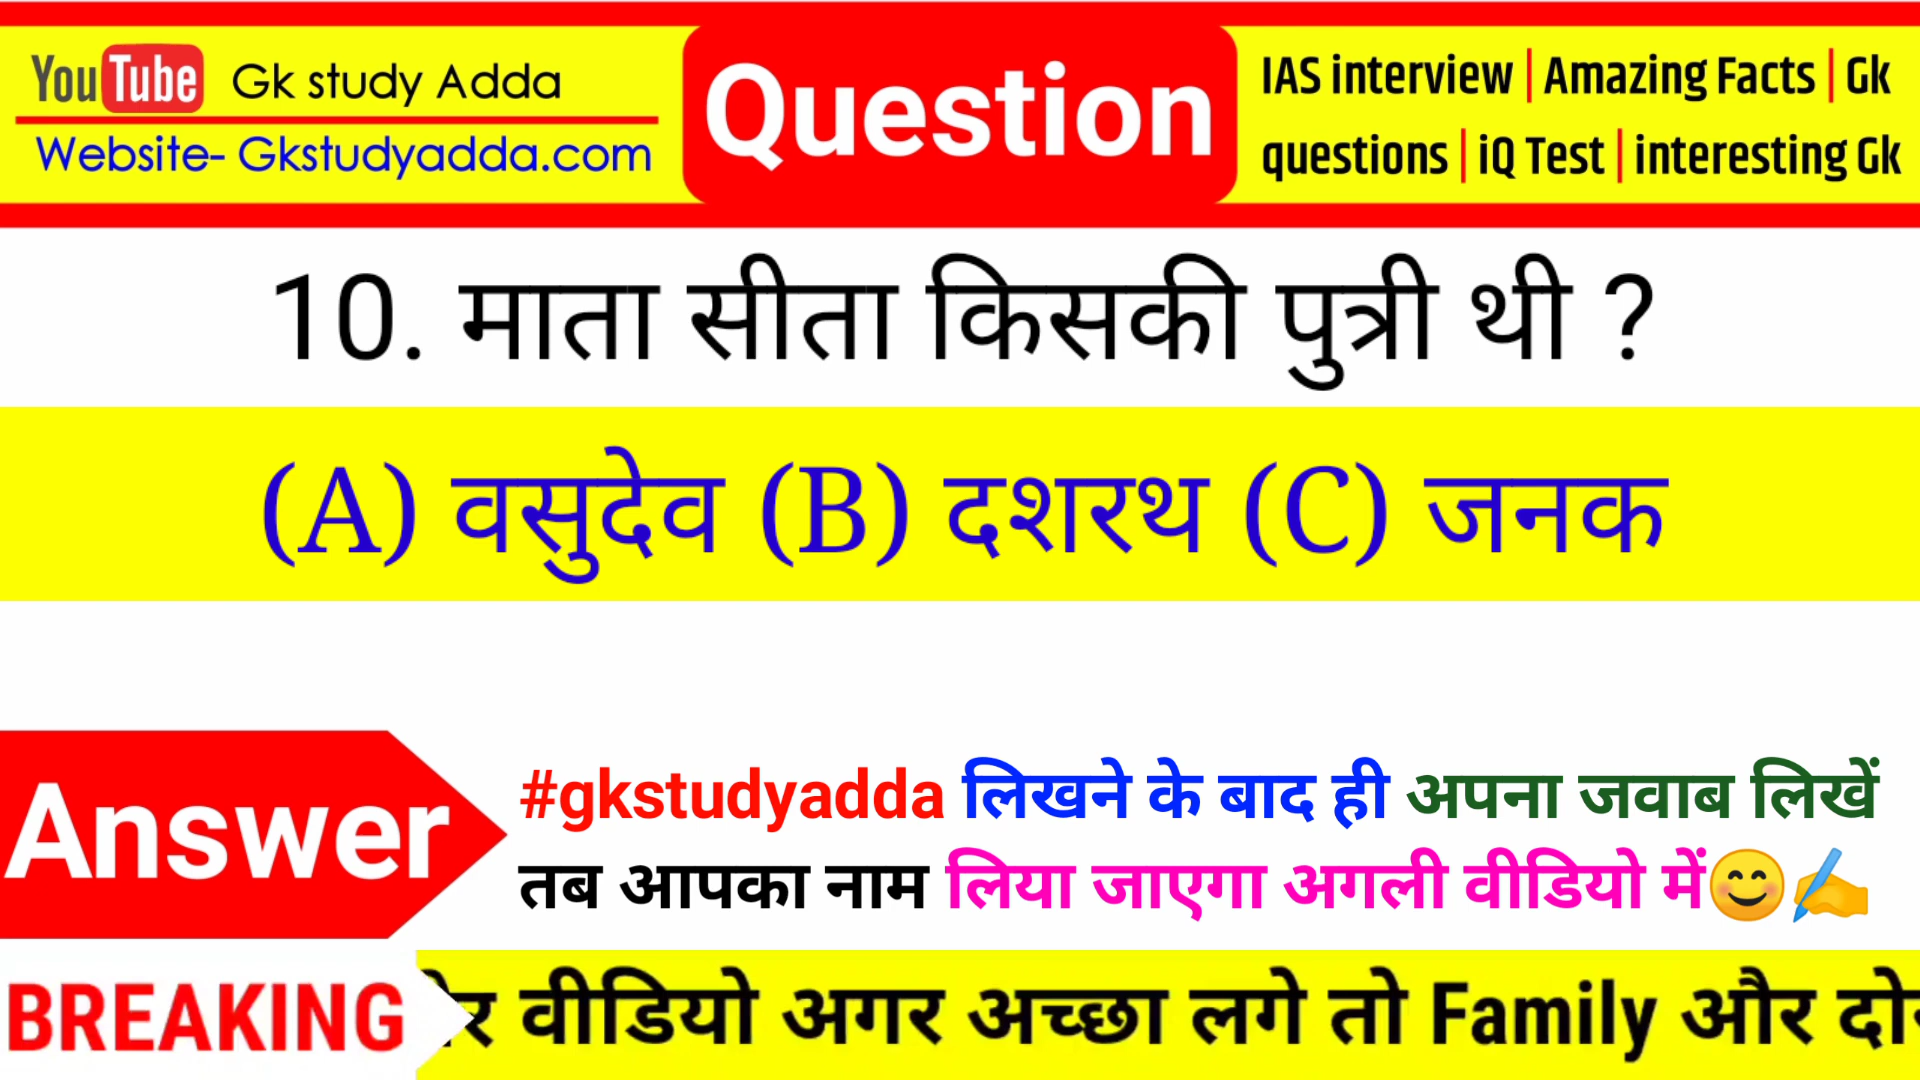 YouTube Gk study Adda
Website- Gkstudyadda.com
Question
IAS interview | Amazing Facts | Gk
questions | iQ Test | interesting Gk
10. माता सीता किसकी पुत्री थी ?
(A) वसुदेव (B) दशरथ (C) जनक
Answer
#gkstudyadda लिखने के बाद ही अपना जवाब लिखें
तब आपका नाम लिया जाएगा अगली वीडियो में😊✍️
BREAKING
वीडियो अगर अच्छा लगे तो Family और